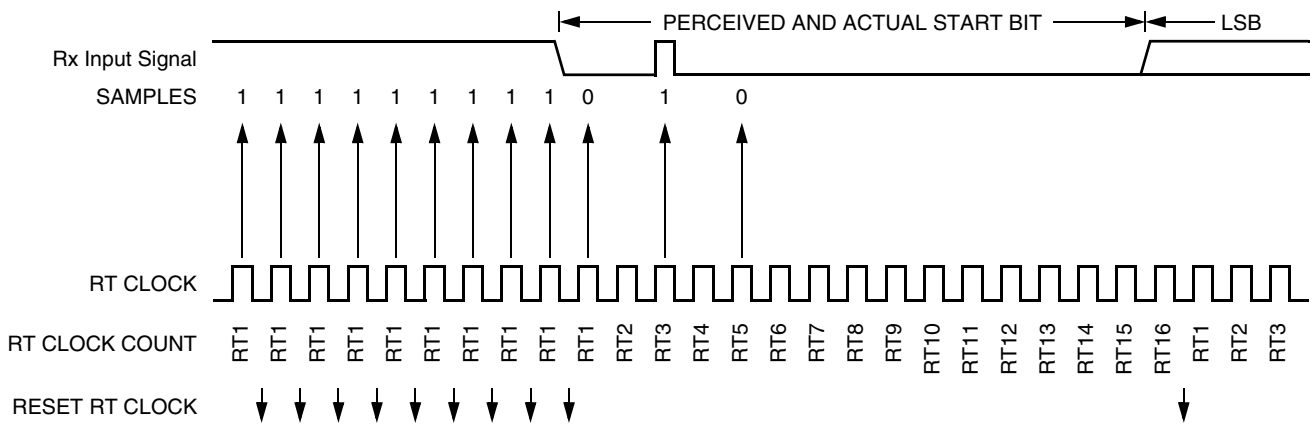 PERCEIVED AND ACTUAL START BIT LSB
Rx Input Signal
SAMPLES 1 1 1 1 1 1 1 1 1 0 1 0
RT CLOCK
RT CLOCK COUNT RT1 RT1 RT1 RT1 RT1 RT1 RT1 RT1 RT1 RT1 RT2 RT3 RT4 RT5 RT6 RT7 RT8 RT9 RT10 RT11 RT12 RT13 RT14 RT15 RT16 RT1 RT2 RT3
RESET RT CLOCK